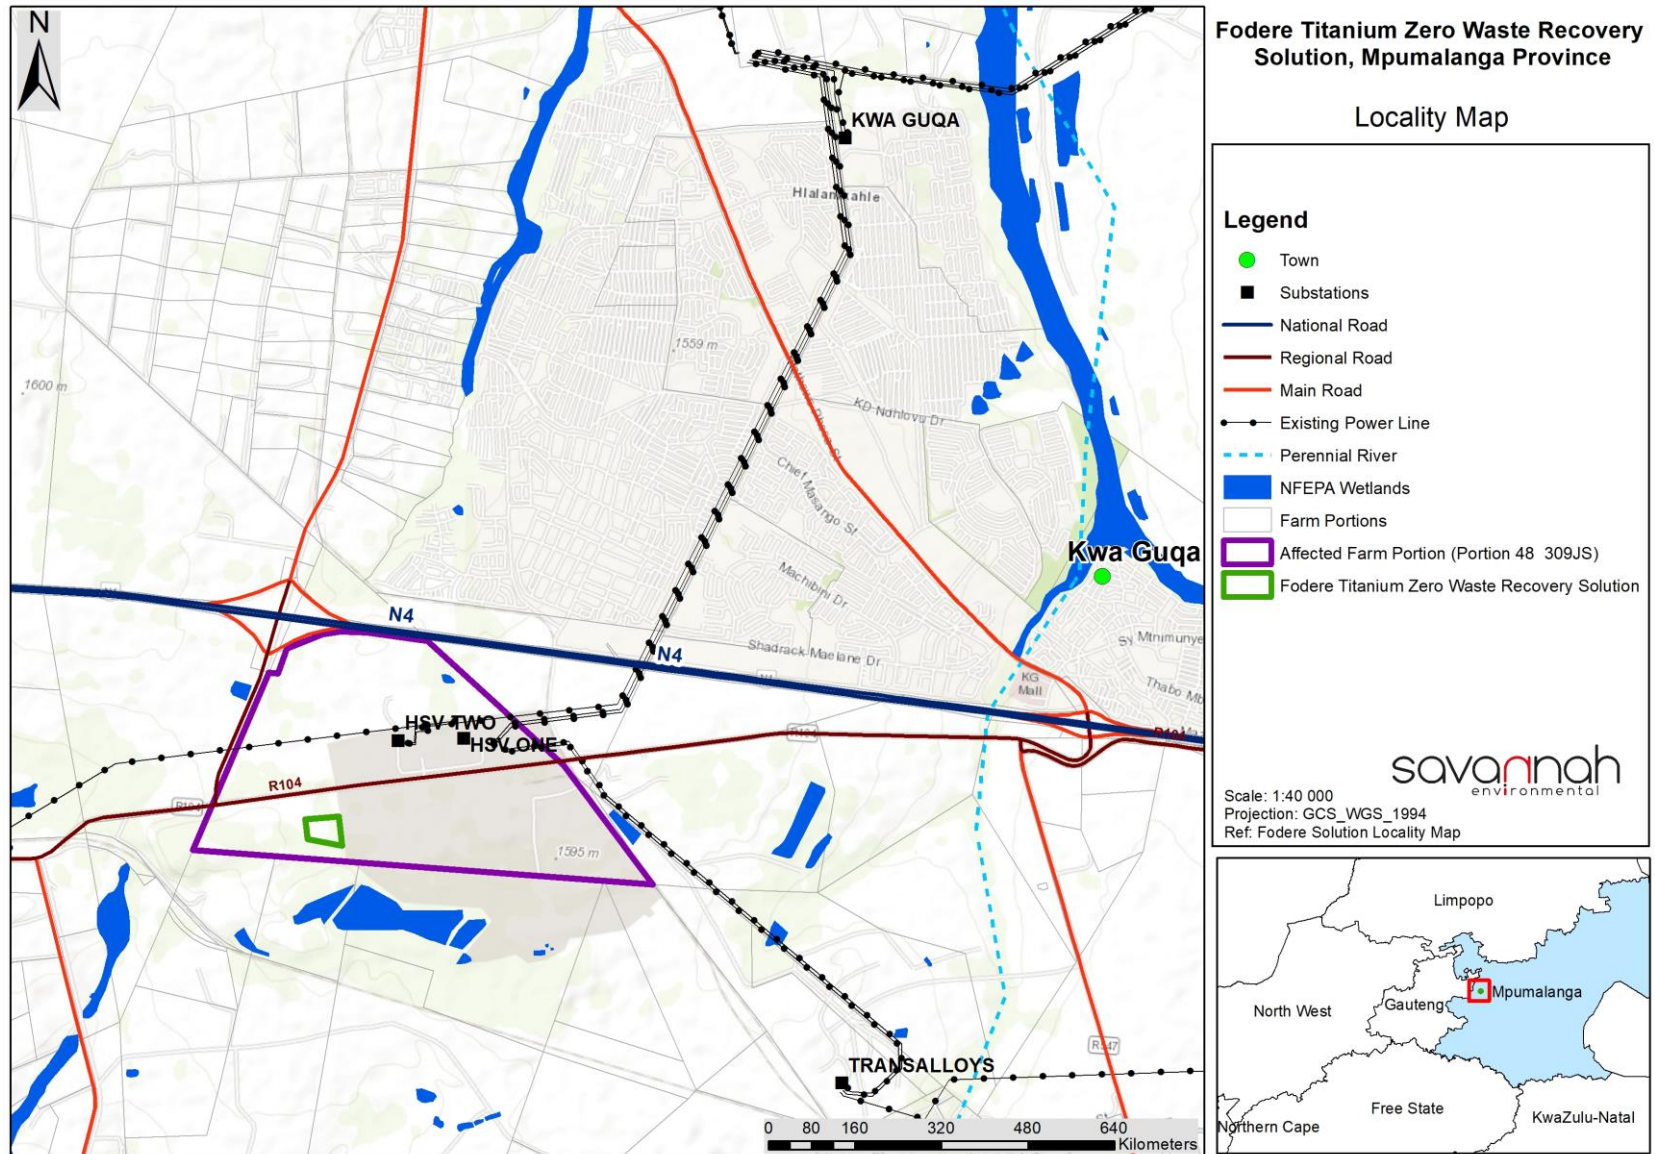 Fodere Titanium Zero Waste Recovery
Solution, Mpumalanga Province
Locality Map
Legend
Town
Substations
National Road
Regional Road
Main Road
Existing Power Line
Perennial River
NFEPA Wetlands
Farm Portions
Affected Farm Portion (Portion 48 309JS)
Fodere Titanium Zero Waste Recovery Solution
savannah
environmental
Scale: 1:40 000
Projection: GCS_WGS_1994
Ref: Fodere Solution Locality Map
Limpopo
North West
Gauteng
Mpumalanga
Free State
Northern Cape
KwaZulu-Natal
N
KWA GUQA
1559 m
1600 m
KD Ndhlovu Dr
Chief Masango St
Kwa Guqa
Machibini Dr
N4
N4
Shadrack Maelane Dr
KG
Mall
Thabo Mb
HSV TWO
HSV ONE
R104
R104
R104
R104
1595 m
R547
TRANSALLOYS
0 80 160 320 480 640
Kilometers